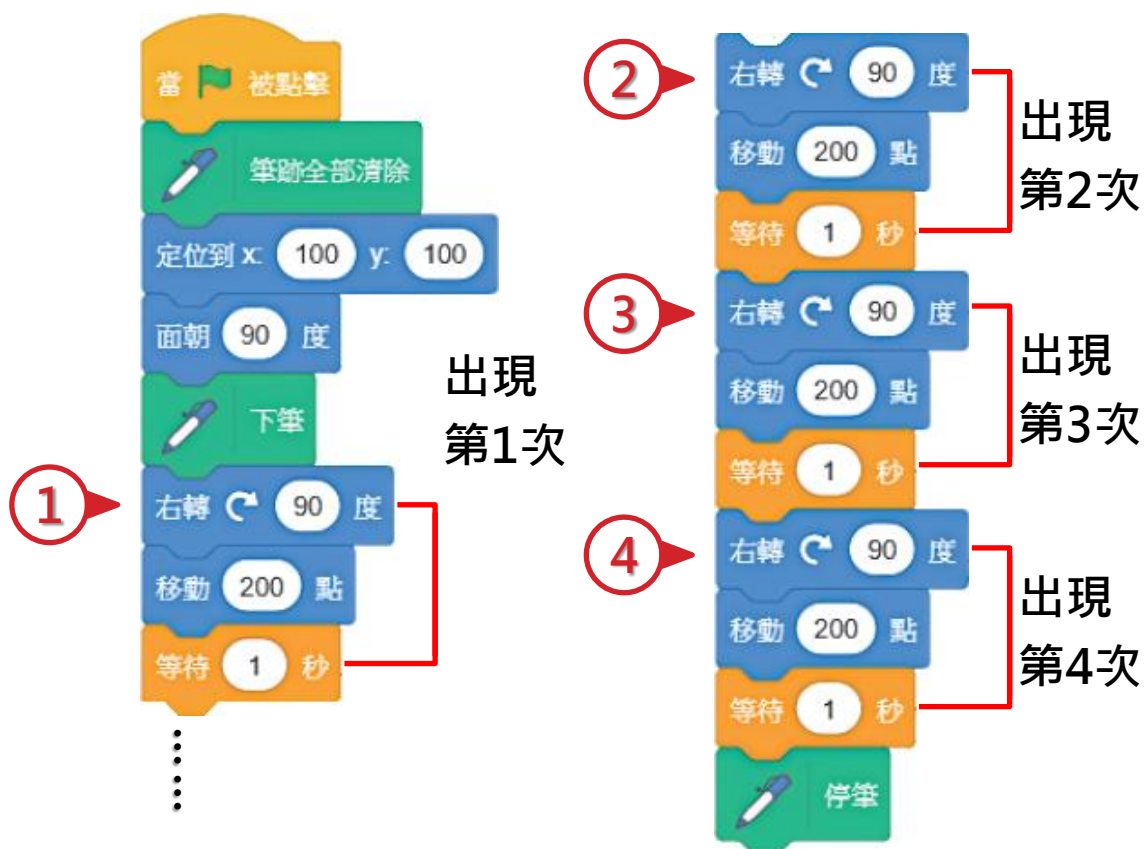 當 被點擊
筆跡全部清除
定位到 x: 100 y: 100
面朝 90 度
下筆
出現
第1次
1
右轉 90 度
移動 200 點
等待 1 秒
……
2
右轉 90 度
移動 200 點
等待 1 秒
出現
第2次
3
右轉 90 度
移動 200 點
等待 1 秒
出現
第3次
4
右轉 90 度
移動 200 點
等待 1 秒
出現
第4次
停筆